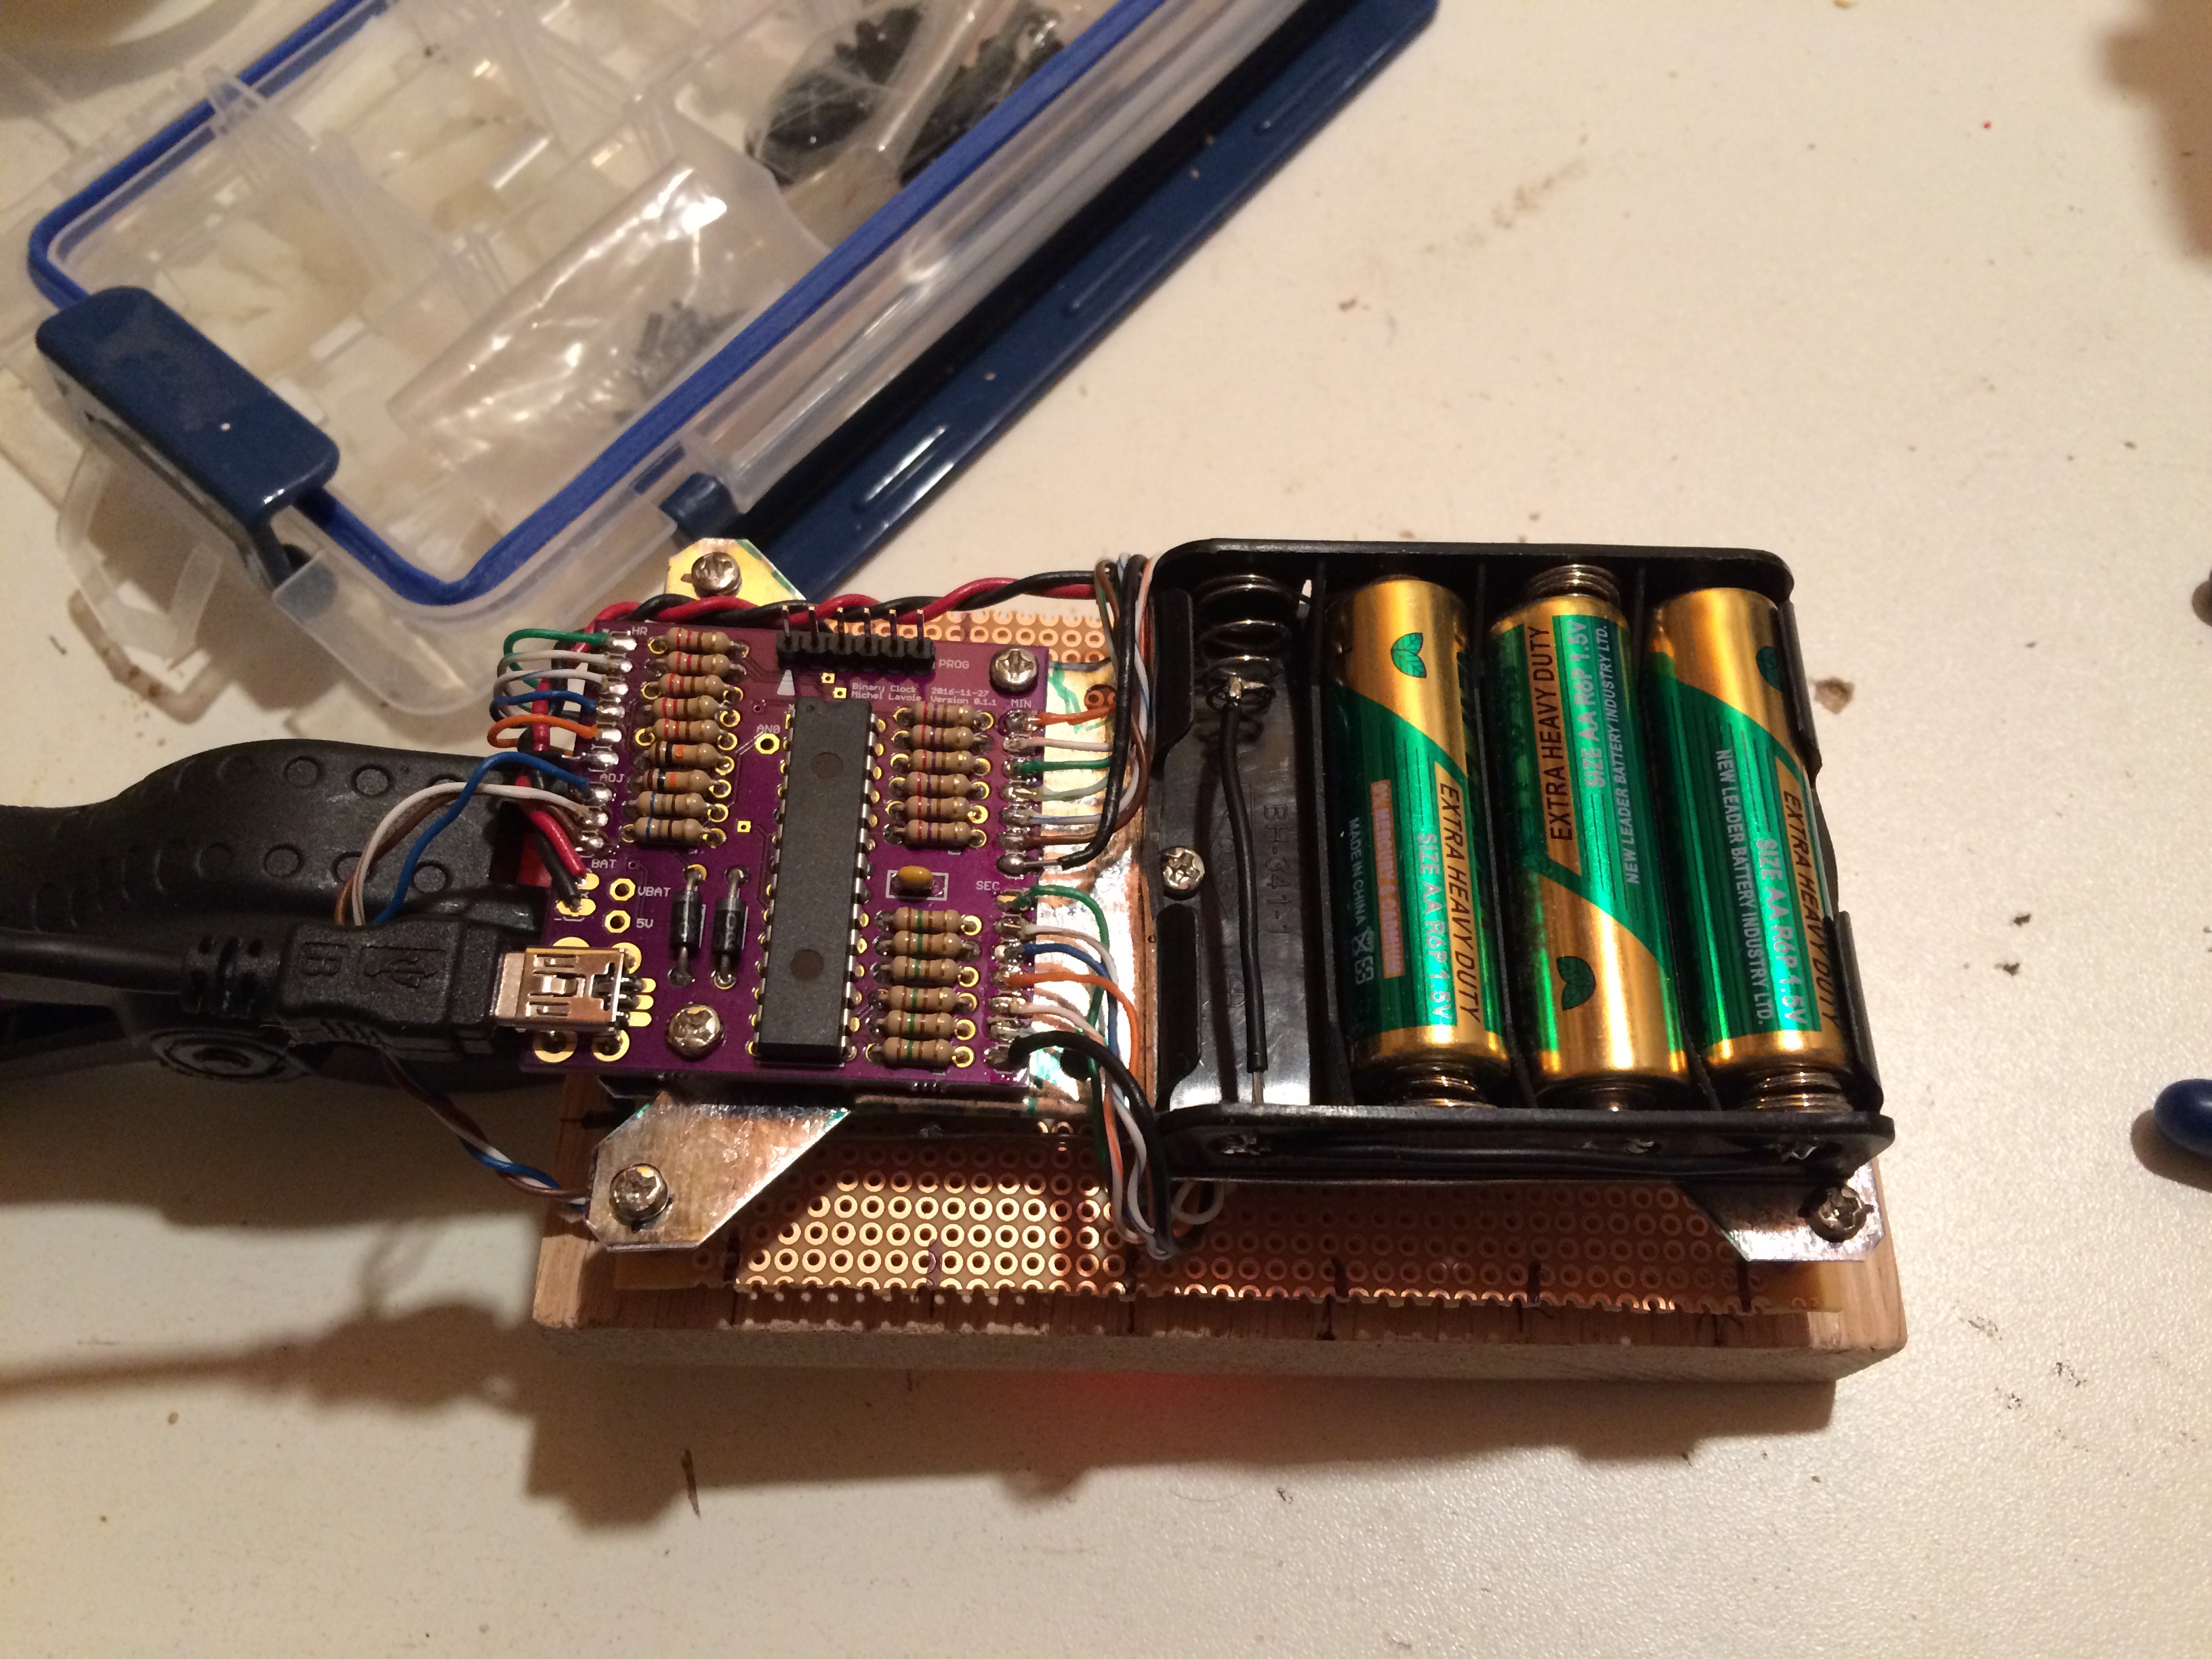 HR
PROG
Binary Clock 2016-11-27
Michel Lavoie Version 0.1.1
MIN
AN0
ADJ
BAT
VBAT
5V
SEC
B
BH-341-1
EXTRA HEAVY DUTY
SIZE AA R6P 1.5V
MADE IN CHINA
EXTRA HEAVY DUTY
SIZE AA R6P 1.5V
NEW LEADER BATTERY INDUSTRY LTD.
EXTRA HEAVY DUTY
SIZE AA R6P 1.5V
NEW LEADER BATTERY INDUSTRY LTD.